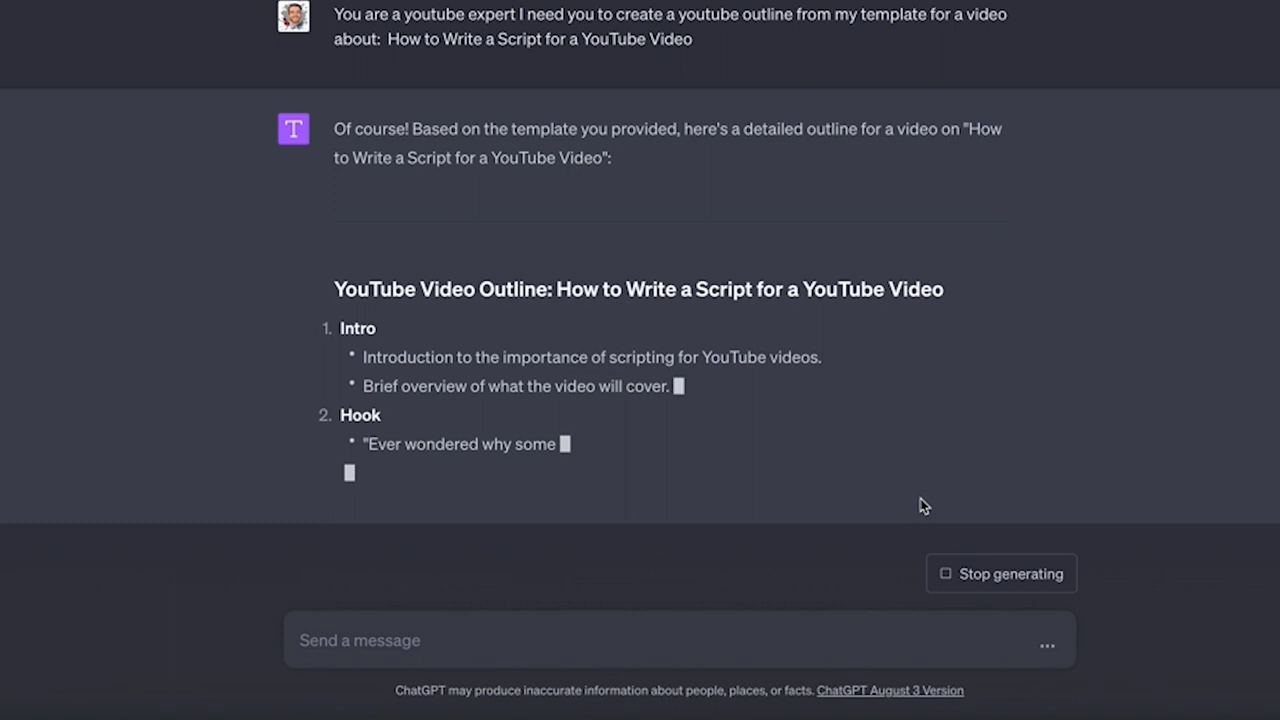 You are a youtube expert I need you to create a youtube outline from my template for a video
about: How to Write a Script for a YouTube Video
T
Of course! Based on the template you provided, here's a detailed outline for a video on "How
to Write a Script for a YouTube Video":
YouTube Video Outline: How to Write a Script for a YouTube Video
1. Intro
• Introduction to the importance of scripting for YouTube videos.
• Brief overview of what the video will cover.
2. Hook
• "Ever wondered why some
Stop generating
Send a message
...
ChatGPT may produce inaccurate information about people, places, or facts. ChatGPT August 3 Version